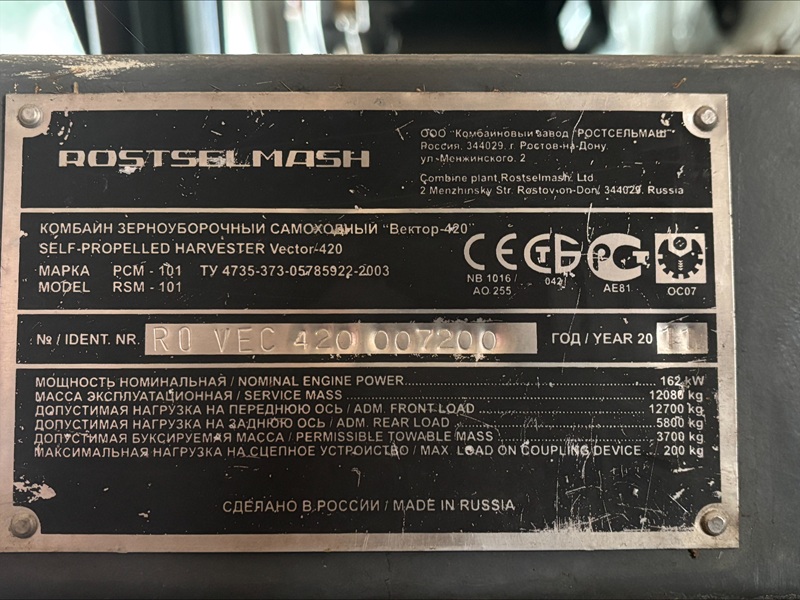 ROSTSELMASH
ООО "Комбайновый завод "РОСТСЕЛЬМАШ"
Россия, 344029, г. Ростов-на-Дону
ул. Менжинского, 2
Combine plant Rostselmash, Ltd.
2 Menzhinsky Str. Rostov-on-Don, 344029, Russia
КОМБАЙН ЗЕРНОУБОРОЧНЫЙ САМОХОДНЫЙ "Вектор-420"
SELF-PROPELLED HARVESTER Vector-420
МАРКА РСМ - 101 ТУ 4735-373-05785922-2003
MODEL RSM - 101
CE
NB 1016 /
AO 255
042
PCT
AE81
OC07
№ / IDENT. NR. R0 VEC 420 007200
ГОД / YEAR 20 11
МОЩНОСТЬ НОМИНАЛЬНАЯ / NOMINAL ENGINE POWER 162 kW
МАССА ЭКСПЛУАТАЦИОННАЯ / SERVICE MASS 12080 kg
ДОПУСТИМАЯ НАГРУЗКА НА ПЕРЕДНЮЮ ОСЬ / ADM. FRONT LOAD 12700 kg
ДОПУСТИМАЯ НАГРУЗКА НА ЗАДНЮЮ ОСЬ / ADM. REAR LOAD 5800 kg
ДОПУСТИМАЯ БУКСИРУЕМАЯ МАССА / PERMISSIBLE TOWABLE MASS 3700 kg
МАКСИМАЛЬНАЯ НАГРУЗКА НА СЦЕПНОЕ УСТРОЙСТВО / MAX. LOAD ON COUPLING DEVICE 200 kg
СДЕЛАНО В РОССИИ / MADE IN RUSSIA